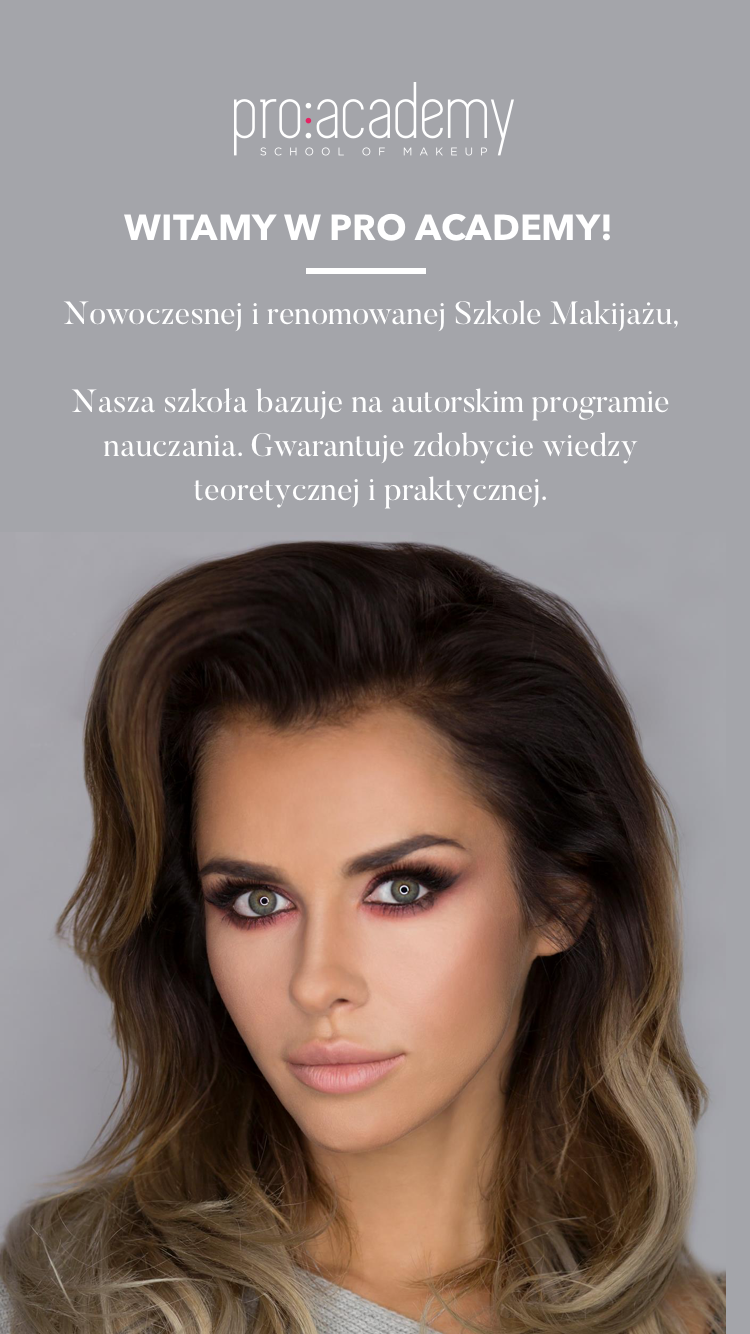 pro:academy
SCHOOL OF MAKEUP
WITAMY W PRO ACADEMY!
Nowoczesnej i renomowanej Szkole Makijażu,
Nasza szkoła bazuje na autorskim programie
nauczania. Gwarantuje zdobycie wiedzy
teoretycznej i praktycznej.